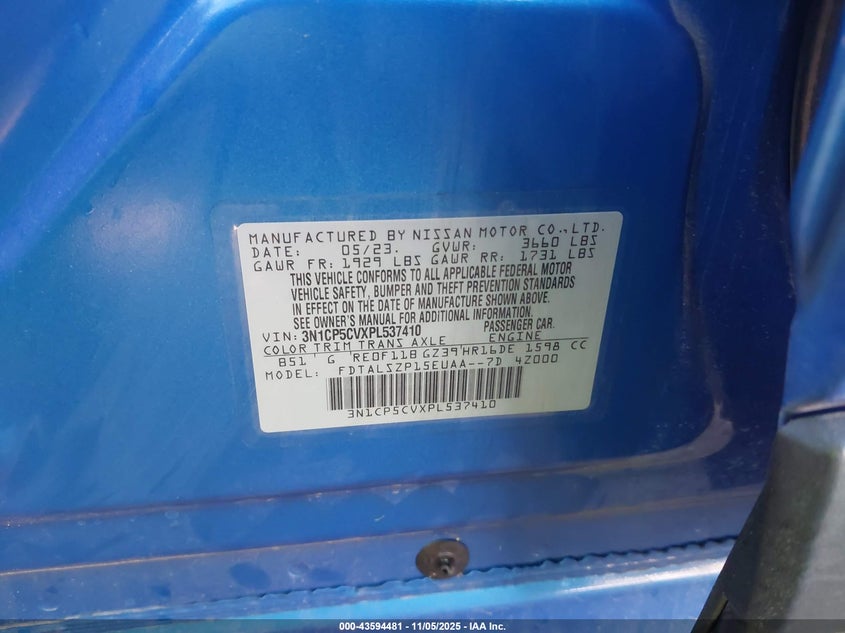 MANUFACTURED BY NISSAN MOTOR CO.,LTD.
DATE: 05/23. GVWR: 3660 LBS
GAWR FR: 1929 LBS GAWR RR: 1731 LBS
THIS VEHICLE CONFORMS TO ALL APPLICABLE FEDERAL MOTOR
VEHICLE SAFETY, BUMPER AND THEFT PREVENTION STANDARDS
IN EFFECT ON THE DATE OF MANUFACTURE SHOWN ABOVE.
SEE OWNER'S MANUAL FOR ADDITIONAL INFORMATION.
VIN: 3N1CP5CVXPL537410 PASSENGER CAR.
COLOR TRIM TRANS AXLE ENGINE
B51 G RE0F11B GZ39 HR16DE 1598 CC
MODEL: FDTALSZP15EUAA--7D 4Z000
3N1CP5CVXPL537410
000-43594481 - 11/05/2025 - IAA Inc.